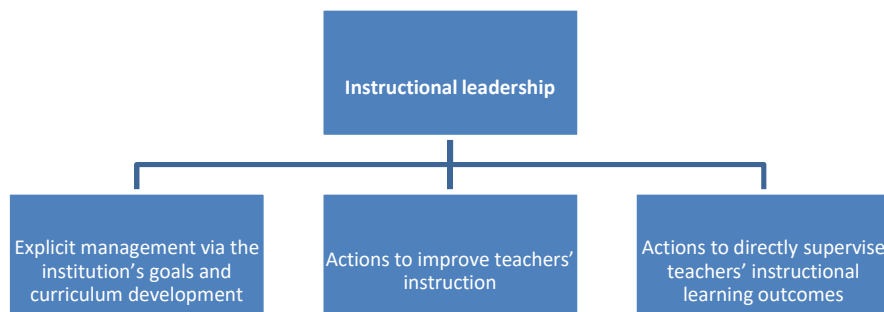 Instructional leadership
Explicit management via the
institution’s goals and
curriculum development
Actions to improve teachers’
instruction
Actions to directly supervise
teachers’ instructional
learning outcomes